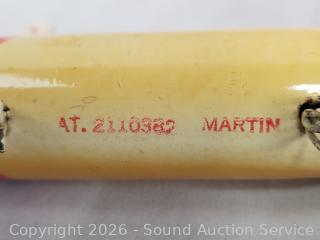 AT. 2110382 MARTIN
Copyright © 2026 - Sound Auction Service